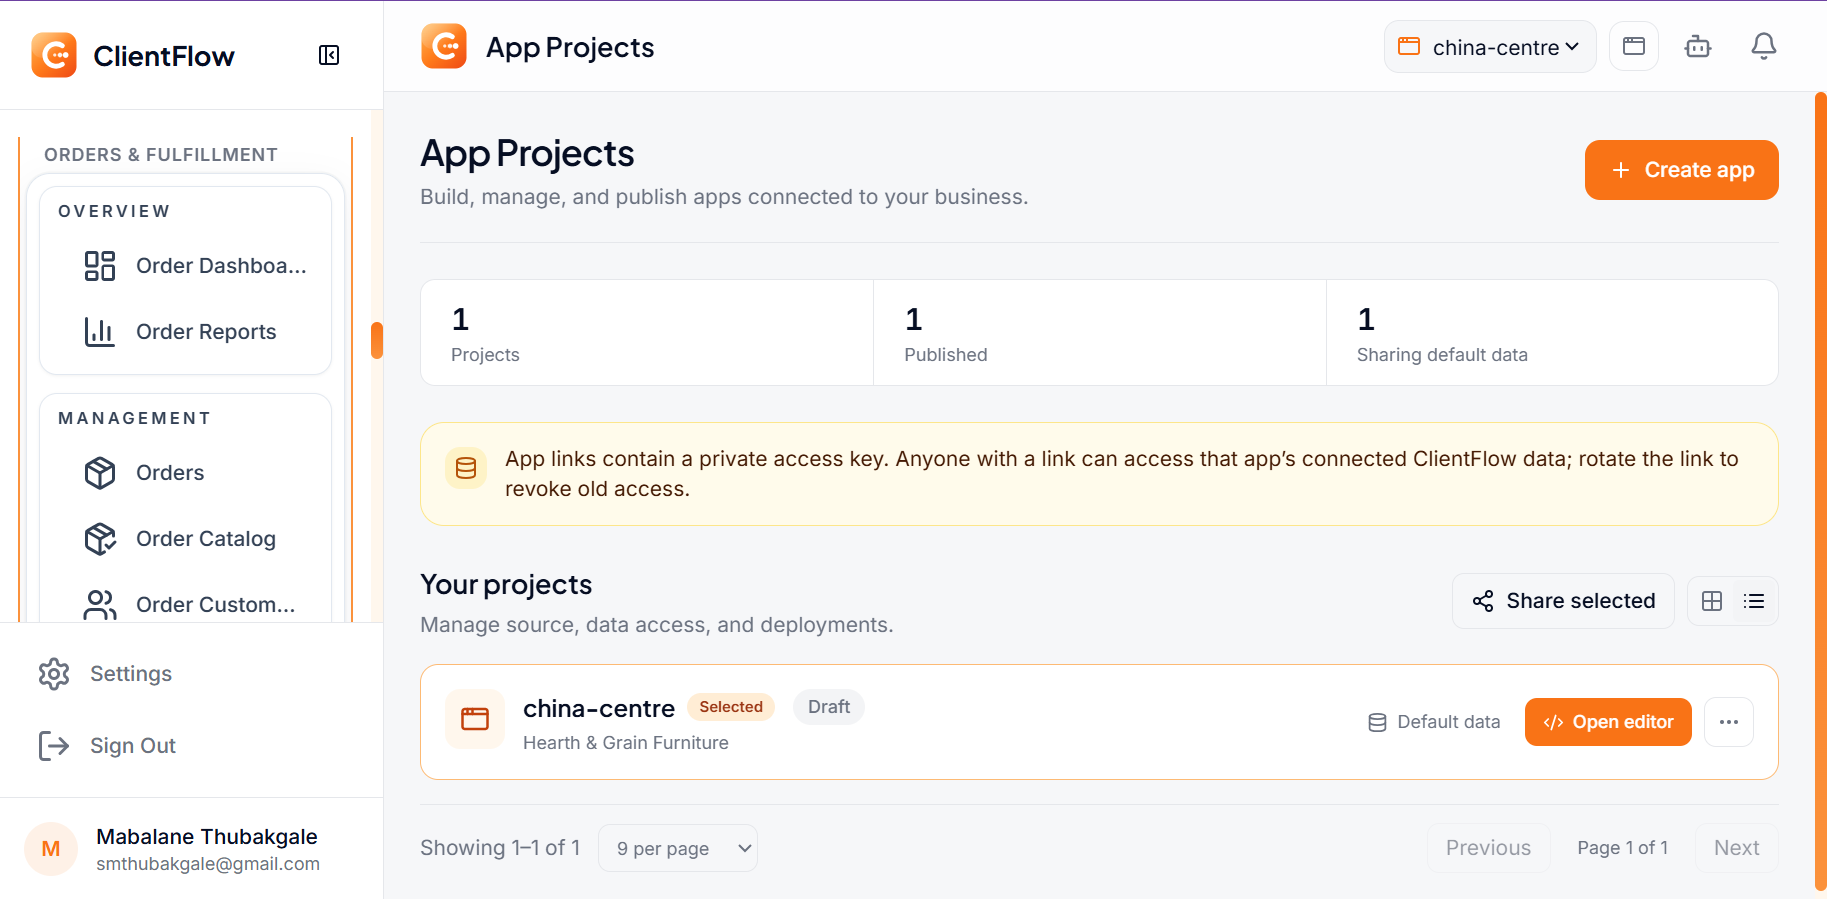 ClientFlow
App Projects
china-centre
ORDERS & FULFILLMENT
OVERVIEW
Order Dashboa...
Order Reports
MANAGEMENT
Orders
Order Catalog
Order Custom...
Settings
Sign Out
M
Mabalane Thubakgale
smthubakgale@gmail.com
App Projects
Build, manage, and publish apps connected to your business.
+ Create app
1
Projects
1
Published
1
Sharing default data
App links contain a private access key. Anyone with a link can access that app's connected ClientFlow data; rotate the link to
revoke old access.
Your projects
Manage source, data access, and deployments.
Share selected
china-centre
Selected
Draft
Hearth & Grain Furniture
Default data
</> Open editor
Showing 1–1 of 1
9 per page
Previous
Page 1 of 1
Next